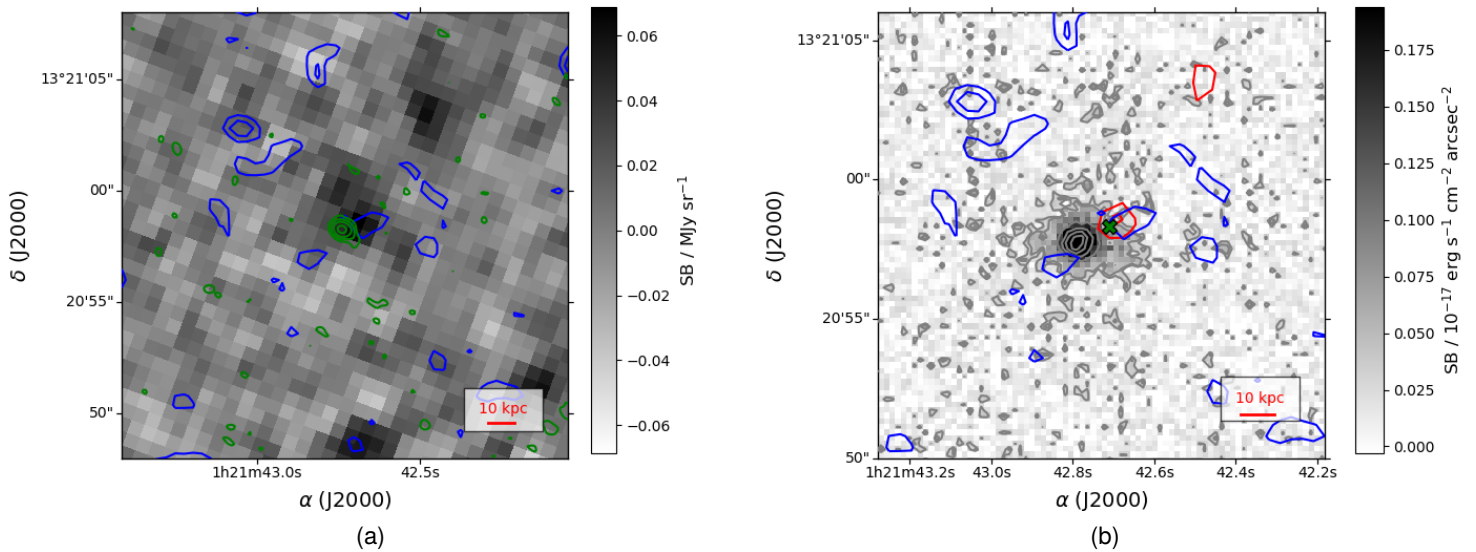 13°21'05"
00"
20'55"
50"
δ (J2000)
1h21m43.0s
42.5s
α (J2000)
10 kpc
0.06
0.04
0.02
0.00
−0.02
−0.04
−0.06
SB / MJy sr⁻¹
(a)
13°21'05"
00"
20'55"
50"
δ (J2000)
1h21m43.2s
43.0s
42.8s
42.6s
42.4s
42.2s
α (J2000)
10 kpc
0.175
0.150
0.125
0.100
0.075
0.050
0.025
0.000
SB / 10⁻¹⁷ erg s⁻¹ cm⁻² arcsec⁻²
(b)